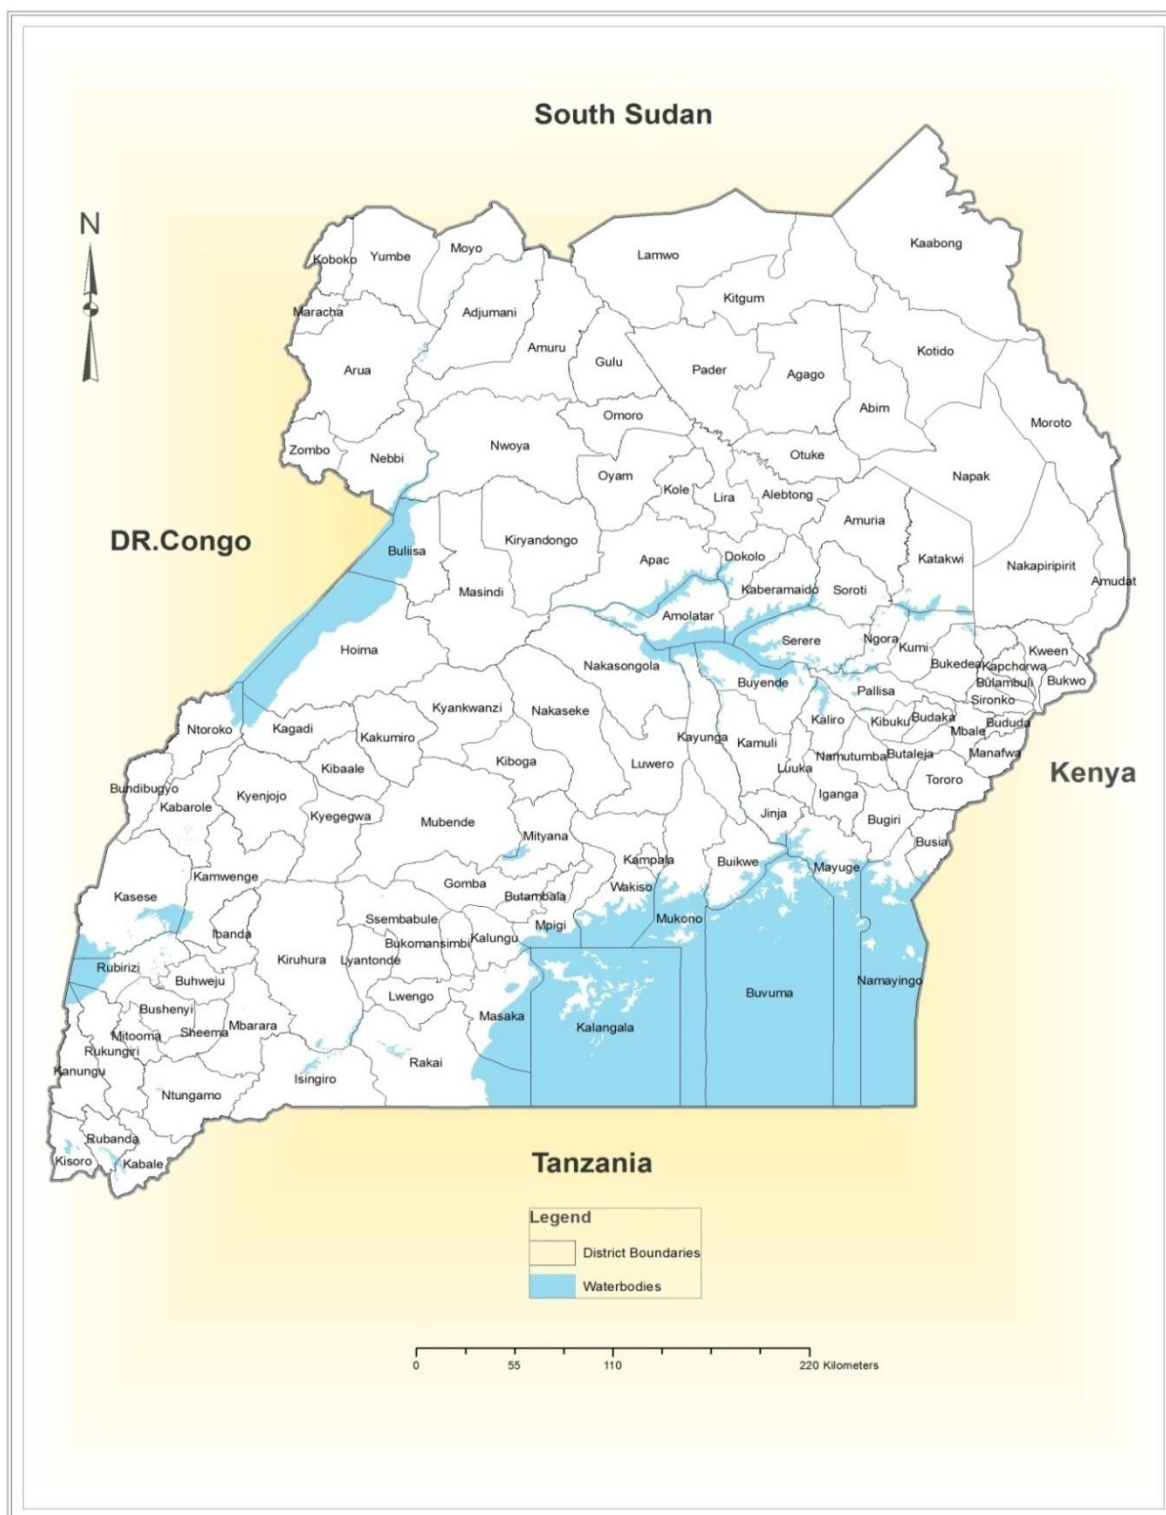 South Sudan
N
Kaabong
Moyo
Yumbe
Koboko
Lamwo
Kitgum
Maracha
Adjumani
Amuru
Kotido
Gulu
Pader
Arua
Agago
Abim
Omoro
Moroto
Nwoya
Zombo
Nebbi
Otuke
Oyam
Napak
Kole
Lira
Alebtong
Amuria
DR.Congo
Kiryandongo
Buliisa
Apac
Dokolo
Katakwi
Nakapiripirit
Amudat
Masindi
Kaberamaido
Soroti
Amolatar
Serere
Ngora
Kumi
Hoima
Nakasongola
Bukedea
Kapchorwa
Kween
Bukwo
Buyende
Bulambuli
Pallisa
Sironko
Kyankwanzi
Nakaseke
Kaliro
Kibuku
Budaka
Bududa
Ntoroko
Kagadi
Kakumiro
Kayunga
Kamuli
Mbale
Namutumba
Butaleja
Manafwa
Kiboga
Luwero
Luuka
Kibaale
Tororo
Kenya
Bundibugyo
Kabarole
Kyenjojo
Kyegegwa
Iganga
Mubende
Jinja
Bugiri
Mityana
Busia
Kampala
Buikwe
Mayuge
Kamwenge
Gomba
Wakiso
Kasese
Butambala
Ssembabule
Mpigi
Mukono
Ibanda
Bukomansimbi
Kalungu
Kiruhura
Lyantonde
Rubirizi
Buhweju
Namayingo
Buvuma
Lwengo
Bushenyi
Masaka
Mbarara
Kalangala
Mitooma
Sheema
Rukungiri
Rakai
Kanungu
Isingiro
Ntungamo
Rubanda
Kisoro
Kabale
Tanzania
Legend
District Boundaries
Waterbodies
0 55 110 220 Kilometers